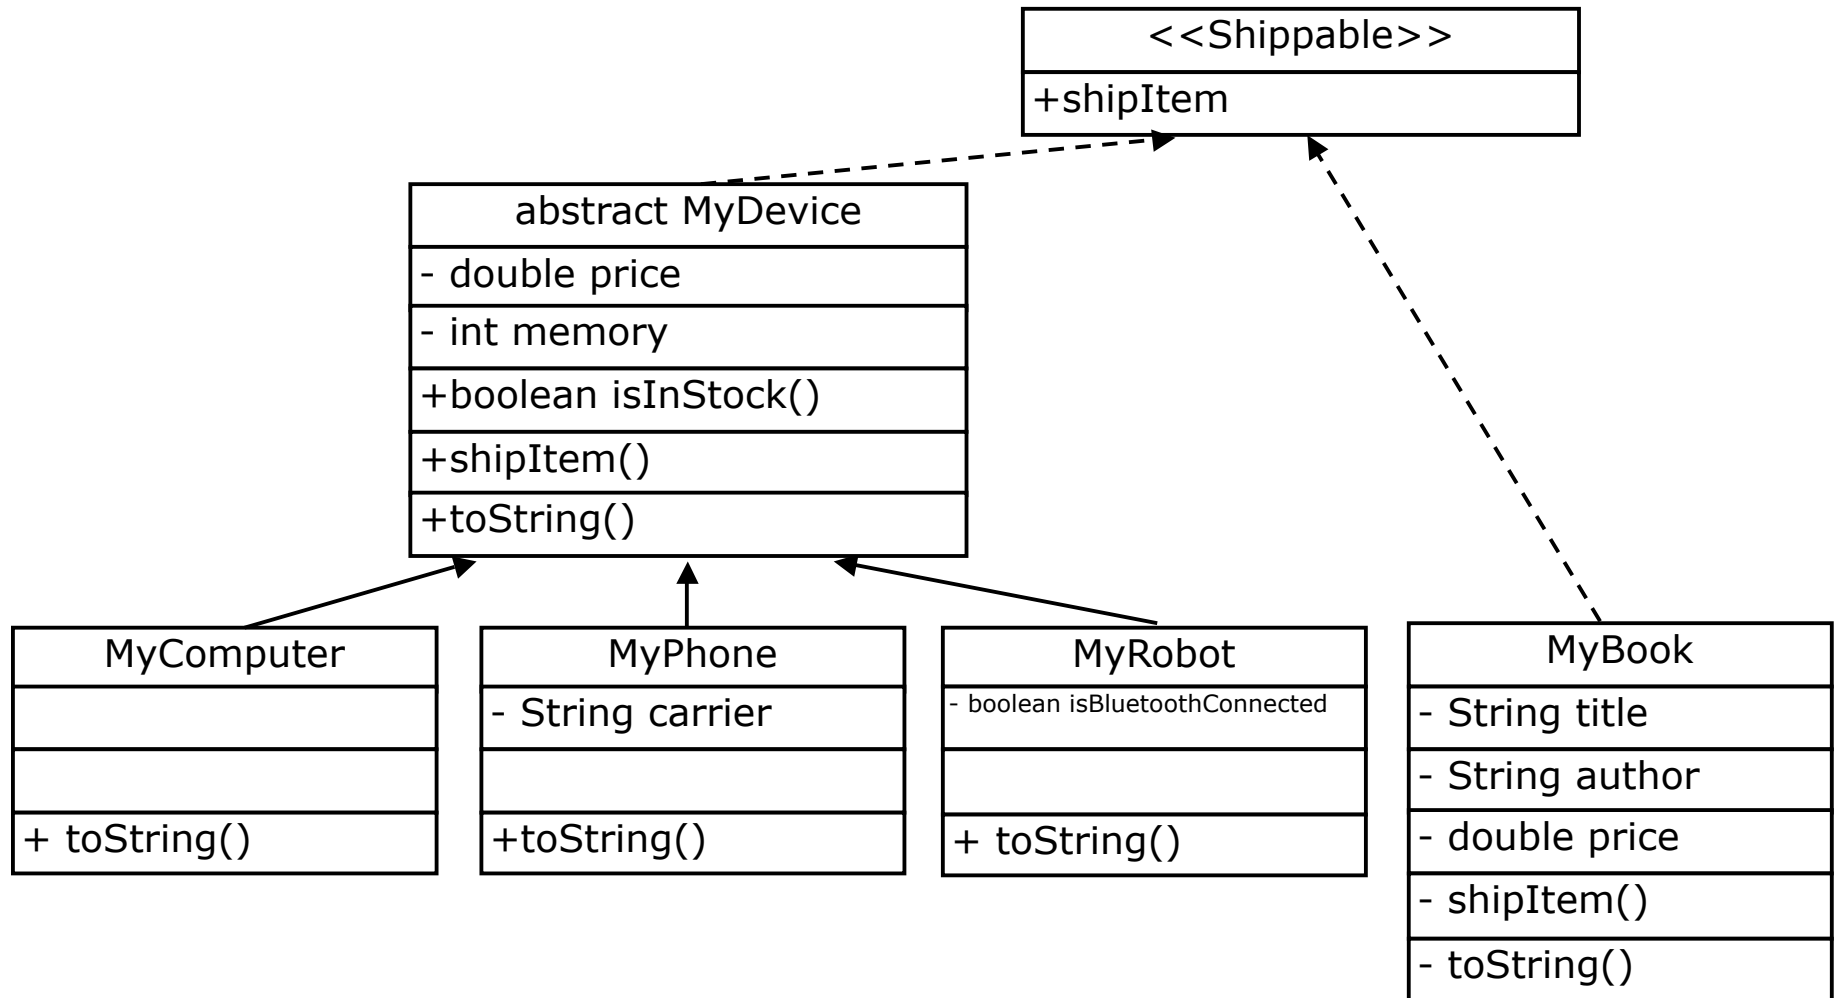 <<Shippable>>
+shipItem
abstract MyDevice
- double price
- int memory
+boolean isInStock()
+shipItem()
+toString()
MyComputer
+ toString()
MyPhone
- String carrier
+toString()
MyRobot
- boolean isBluetoothConnected
+ toString()
MyBook
- String title
- String author
- double price
- shipItem()
- toString()